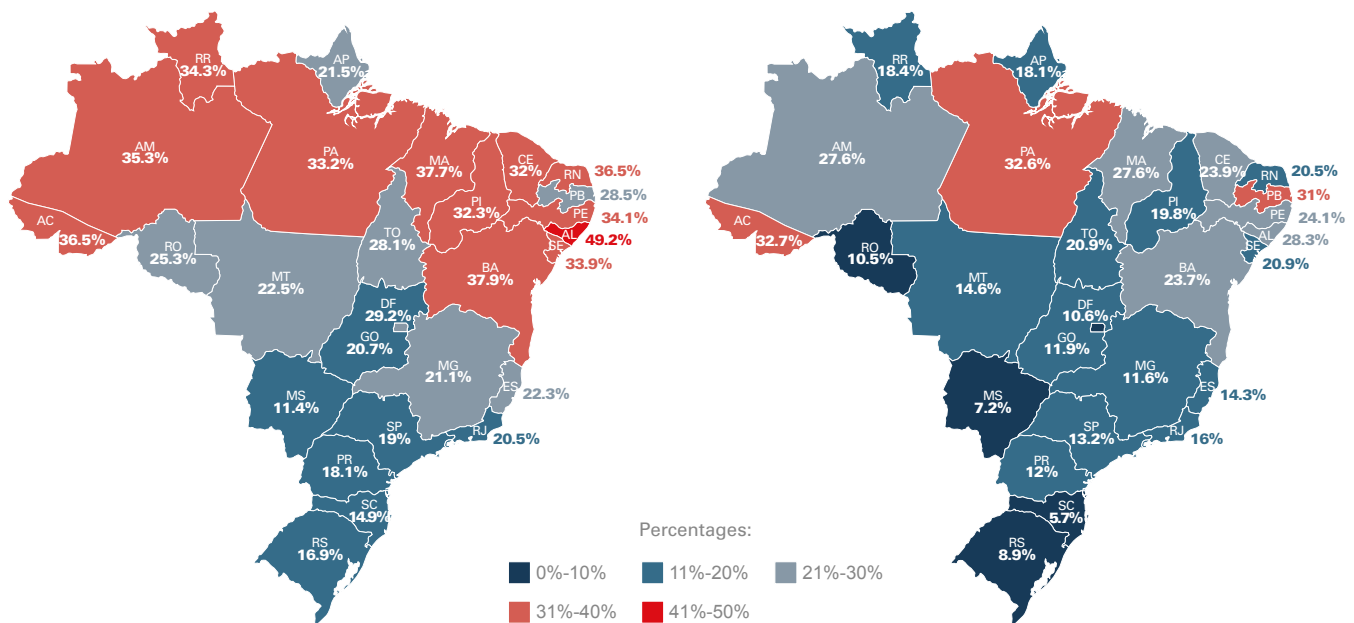 RR
34.3%
AP
21.5%
AM
35.3%
PA
33.2%
MA
37.7%
CE
32%
RN
36.5%
PB
28.5%
PI
32.3%
PE
34.1%
AC
36.5%
AL
49.2%
SE
33.9%
RO
25.3%
TO
28.1%
MT
22.5%
BA
37.9%
DF
29.2%
GO
20.7%
MG
21.1%
ES
22.3%
MS
11.4%
SP
19%
RJ
20.5%
PR
18.1%
SC
14.9%
RS
16.9%
RR
18.4%
AP
18.1%
AM
27.6%
PA
32.6%
MA
27.6%
CE
23.9%
RN
20.5%
PB
31%
PI
19.8%
PE
24.1%
AC
32.7%
AL
28.3%
SE
20.9%
RO
10.5%
TO
20.9%
MT
14.6%
BA
23.7%
DF
10.6%
GO
11.9%
MG
11.6%
ES
14.3%
MS
7.2%
SP
13.2%
RJ
16%
PR
12%
SC
5.7%
RS
8.9%
Percentages:
0%-10%
11%-20%
21%-30%
31%-40%
41%-50%